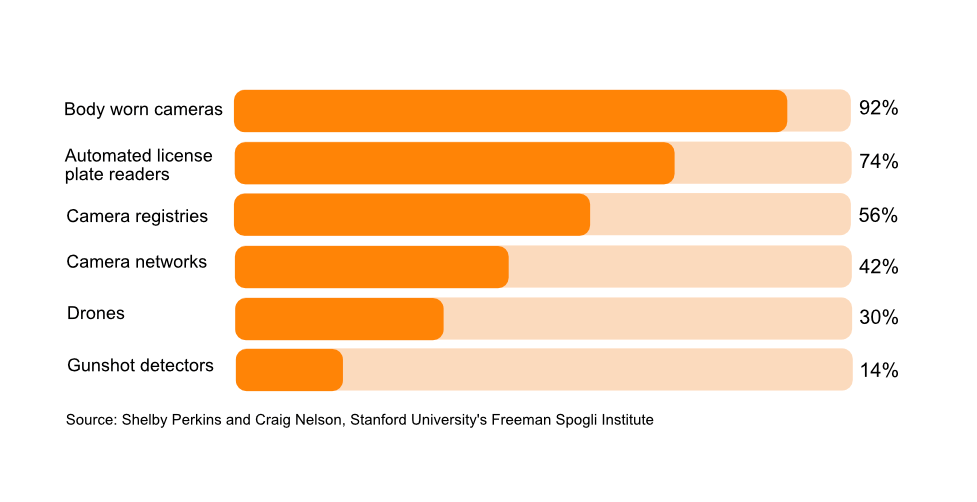 Body worn cameras 92%
Automated license
plate readers 74%
Camera registries 56%
Camera networks 42%
Drones 30%
Gunshot detectors 14%
Source: Shelby Perkins and Craig Nelson, Stanford University's Freeman Spogli Institute